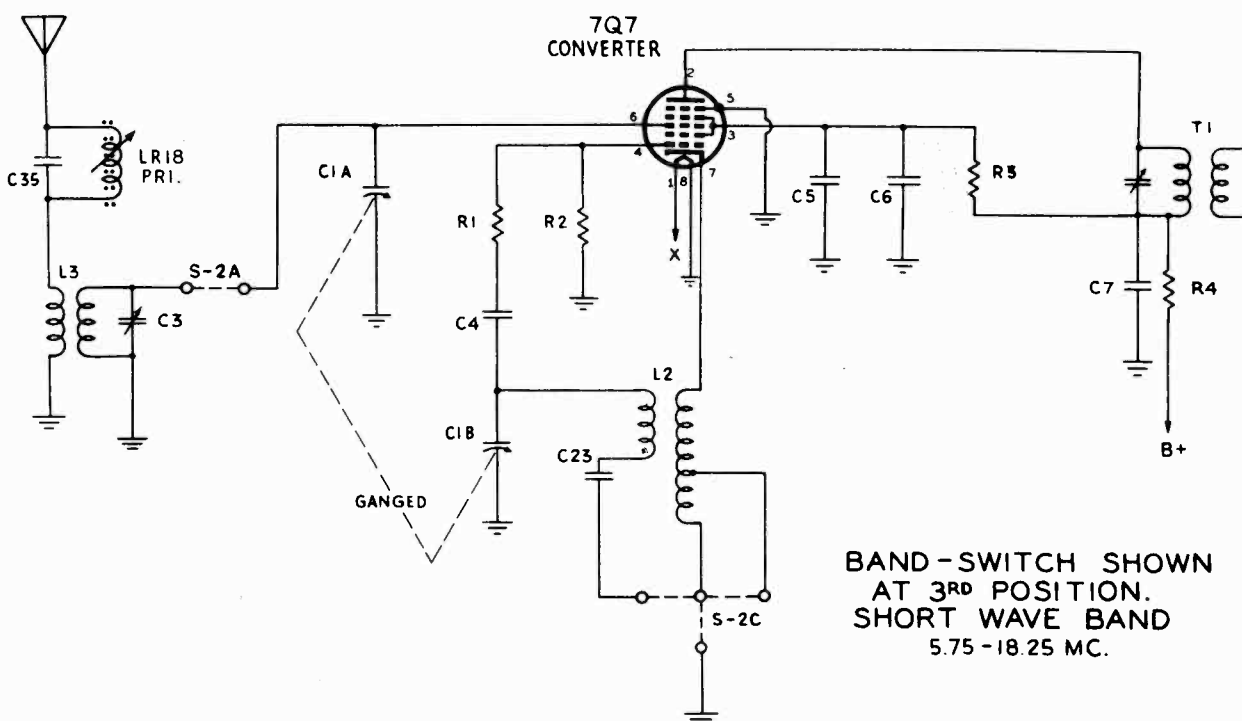 7Q7
CONVERTER
2
5
6
3
4
1
8
7
T1
LR18
PRI.
C35
C1A
R1
R2
X
C5
C6
R3
L3
S-2A
C3
C4
C7
R4
L2
C1B
C23
B+
GANGED
S-2C
BAND-SWITCH SHOWN
AT 3RD POSITION.
SHORT WAVE BAND
5.75-18.25 MC.